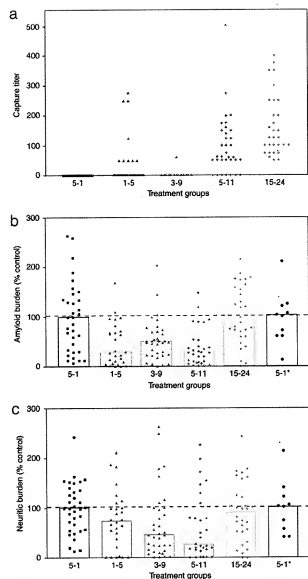 a
500
400
300
200
100
0
Capture titer
5-1 1-5 3-9 5-11 15-24
Treatment groups
b
300
200
100
0
Amyloid burden (% control)
5-1 1-5 3-9 5-11 15-24 5-1*
Treatment groups
c
300
200
100
0
Neuritic burden (% control)
5-1 1-5 3-9 5-11 15-24 5-1*
Treatment groups